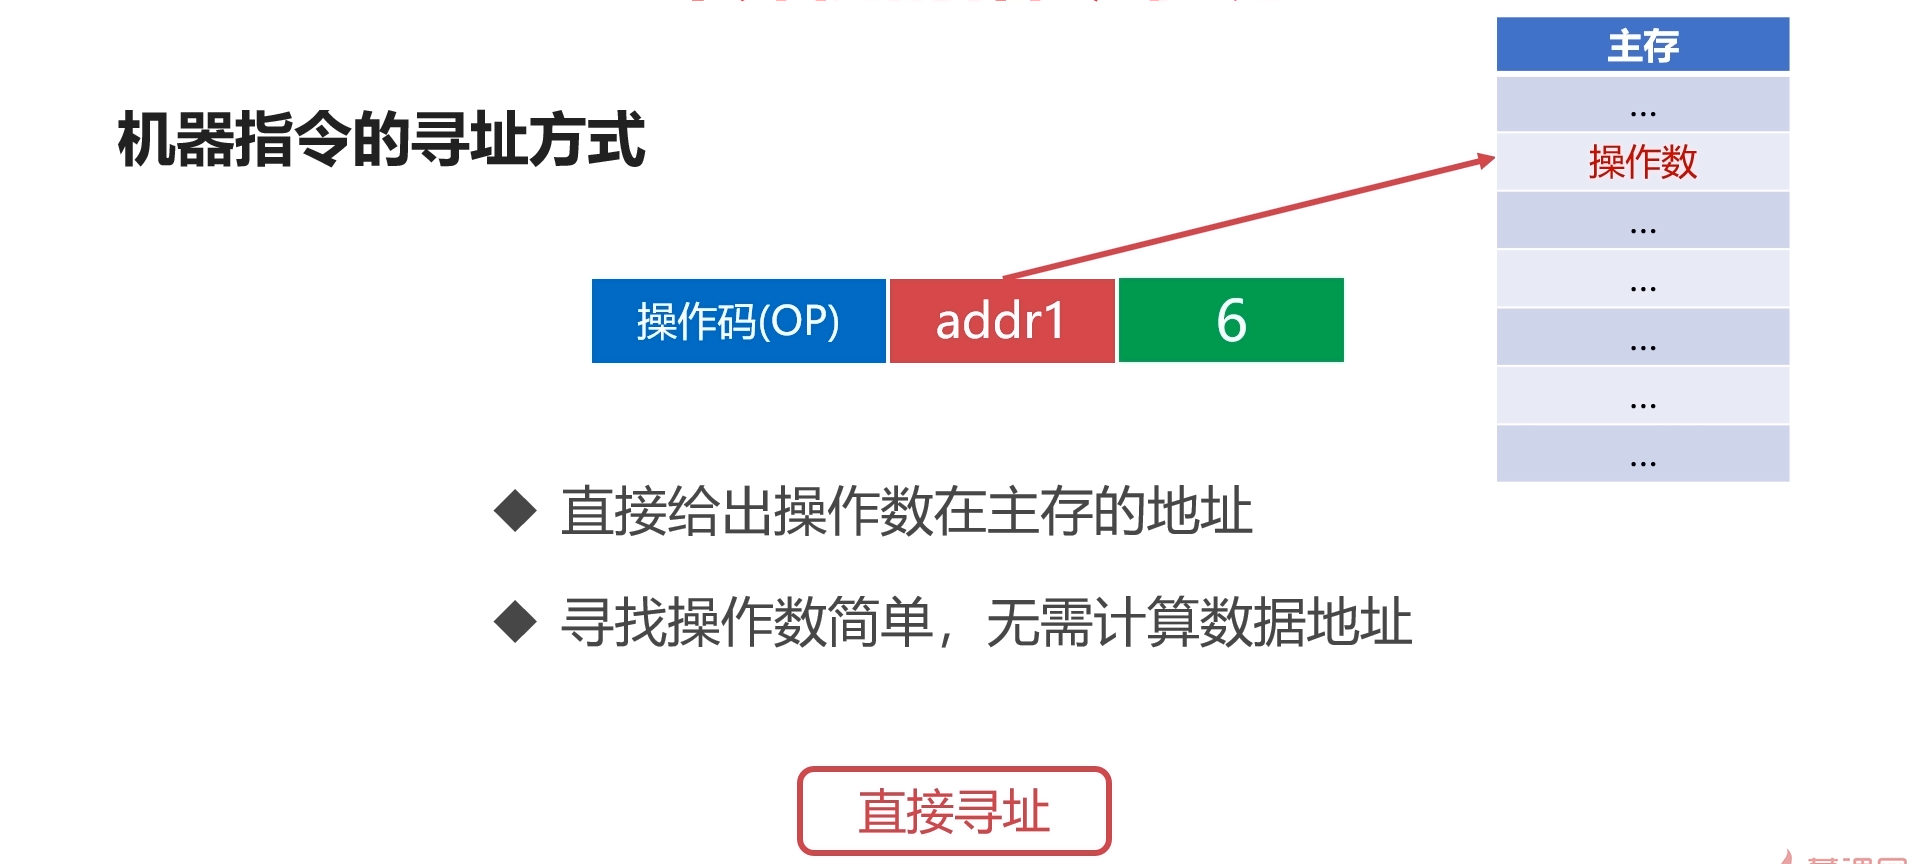 主存
...
机器指令的寻址方式
操作数
...
...
操作码(OP) addr1 6
...
...
...
◆ 直接给出操作数在主存的地址
◆ 寻找操作数简单，无需计算数据地址
直接寻址